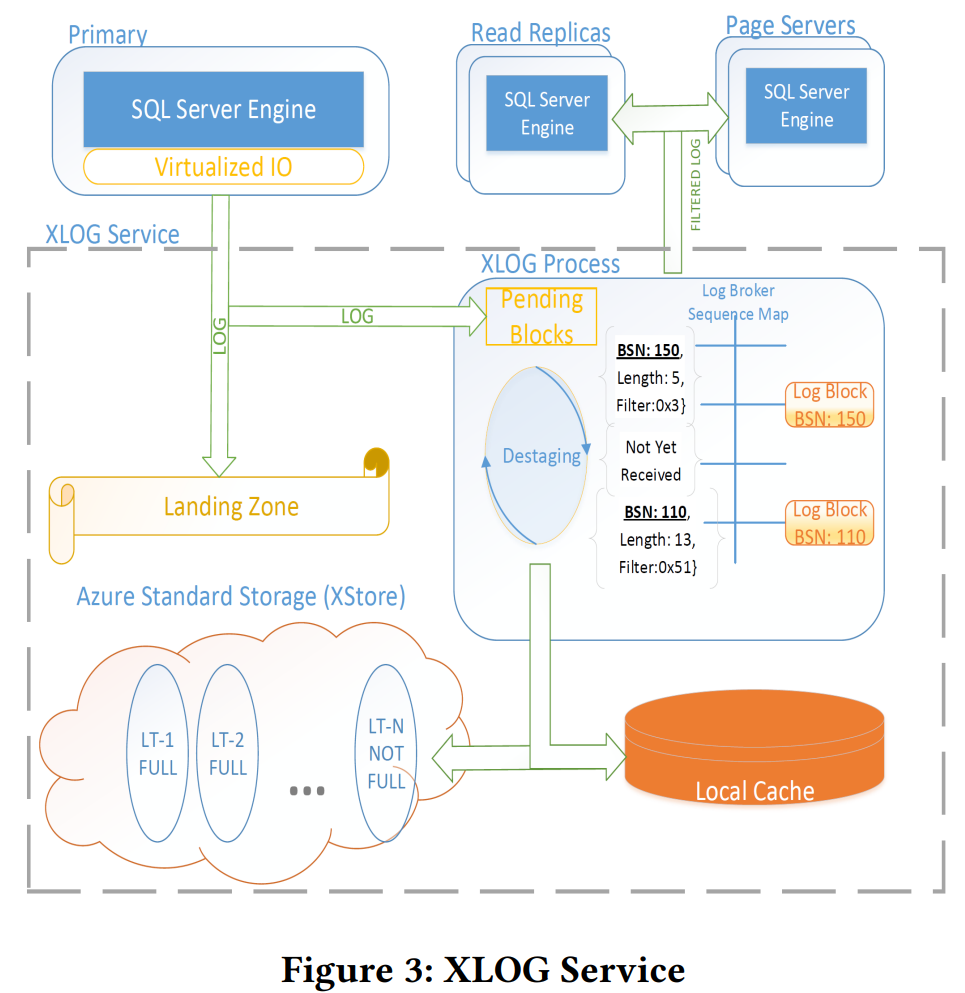 Primary
SQL Server Engine
Virtualized IO
Read Replicas
SQL Server
Engine
Page Servers
SQL Server
Engine
FILTERED LOG
XLOG Service
LOG
LOG
XLOG Process
Pending
Blocks
Log Broker
Sequence Map
BSN: 150,
Length: 5,
Filter:0x3}
Log Block
BSN: 150
Destaging
Not Yet
Received
BSN: 110,
Length: 13,
Filter:0x51}
Log Block
BSN: 110
Landing Zone
Azure Standard Storage (XStore)
LT-1
FULL
LT-2
FULL
...
LT-N
NOT
FULL
Local Cache
Figure 3: XLOG Service